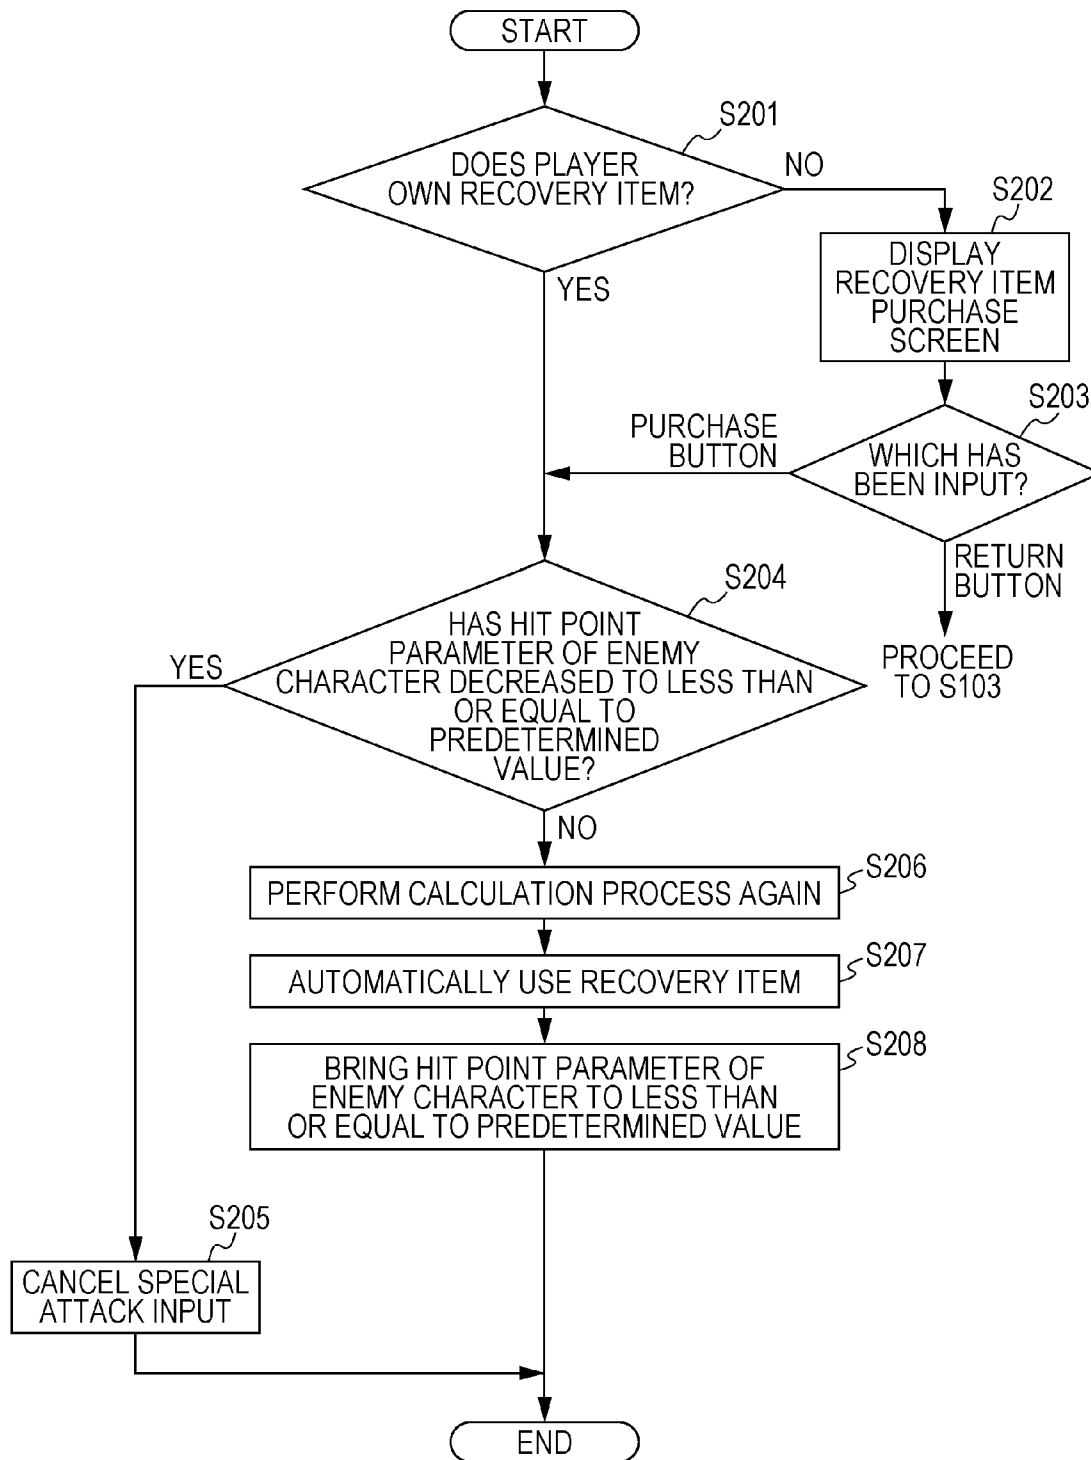 START
S201
DOES PLAYER
OWN RECOVERY ITEM?
NO
YES
S202
DISPLAY
RECOVERY ITEM
PURCHASE
SCREEN
S203
WHICH HAS
BEEN INPUT?
PURCHASE
BUTTON
RETURN
BUTTON
PROCEED
TO S103
S204
HAS HIT POINT
PARAMETER OF ENEMY
CHARACTER DECREASED TO LESS THAN
OR EQUAL TO
PREDETERMINED
VALUE?
YES
NO
S206
PERFORM CALCULATION PROCESS AGAIN
S207
AUTOMATICALLY USE RECOVERY ITEM
S208
BRING HIT POINT PARAMETER OF
ENEMY CHARACTER TO LESS THAN
OR EQUAL TO PREDETERMINED VALUE
S205
CANCEL SPECIAL
ATTACK INPUT
END